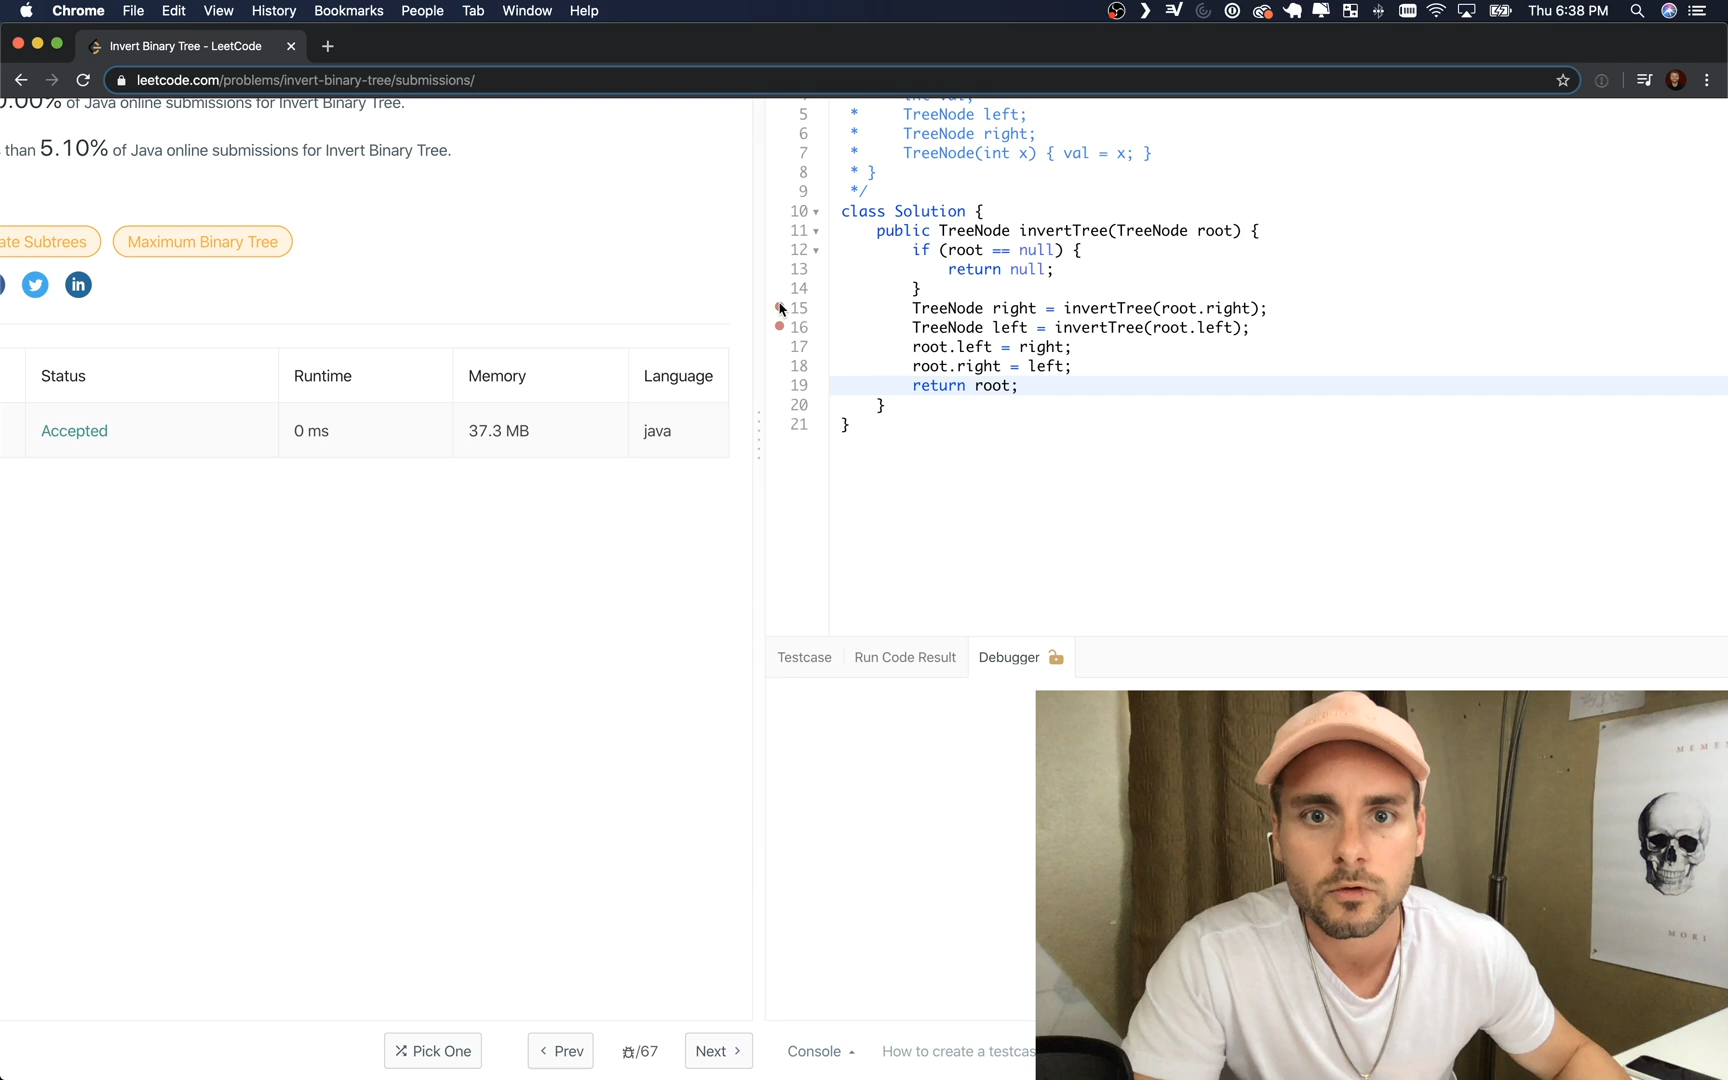 Chrome File Edit View History Bookmarks People Tab Window Help Thu 6:38 PM
Invert Binary Tree - LeetCode
leetcode.com/problems/invert-binary-tree/submissions/
of Java online submissions for Invert Binary Tree.
than 5.10% of Java online submissions for Invert Binary Tree.
ate Subtrees Maximum Binary Tree
in
Status Runtime Memory Language
Accepted 0 ms 37.3 MB java
Pick One Prev /67 Next
5 * TreeNode left;
6 * TreeNode right;
7 * TreeNode(int x) { val = x; }
8 * }
9 */
10 class Solution {
11 public TreeNode invertTree(TreeNode root) {
12 if (root == null) {
13 return null;
14 }
15 TreeNode right = invertTree(root.right);
16 TreeNode left = invertTree(root.left);
17 root.left = right;
18 root.right = left;
19 return root;
20 }
21 }
Testcase Run Code Result Debugger
Console How to create a testcas
MEME
MORI